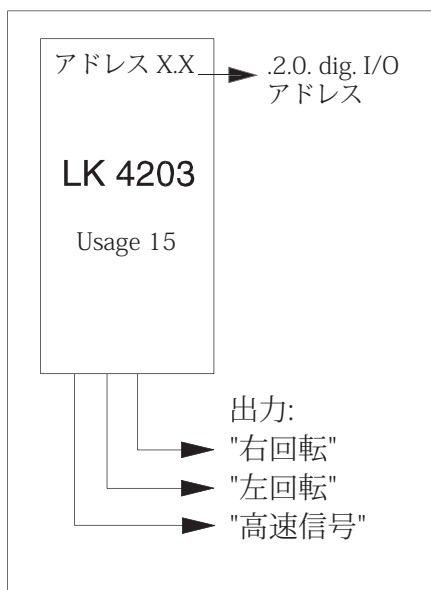 アドレス X.X
.2.0. dig. I/O
アドレス
LK 4203
Usage 15
出力:
"右回転"
"左回転"
"高速信号"